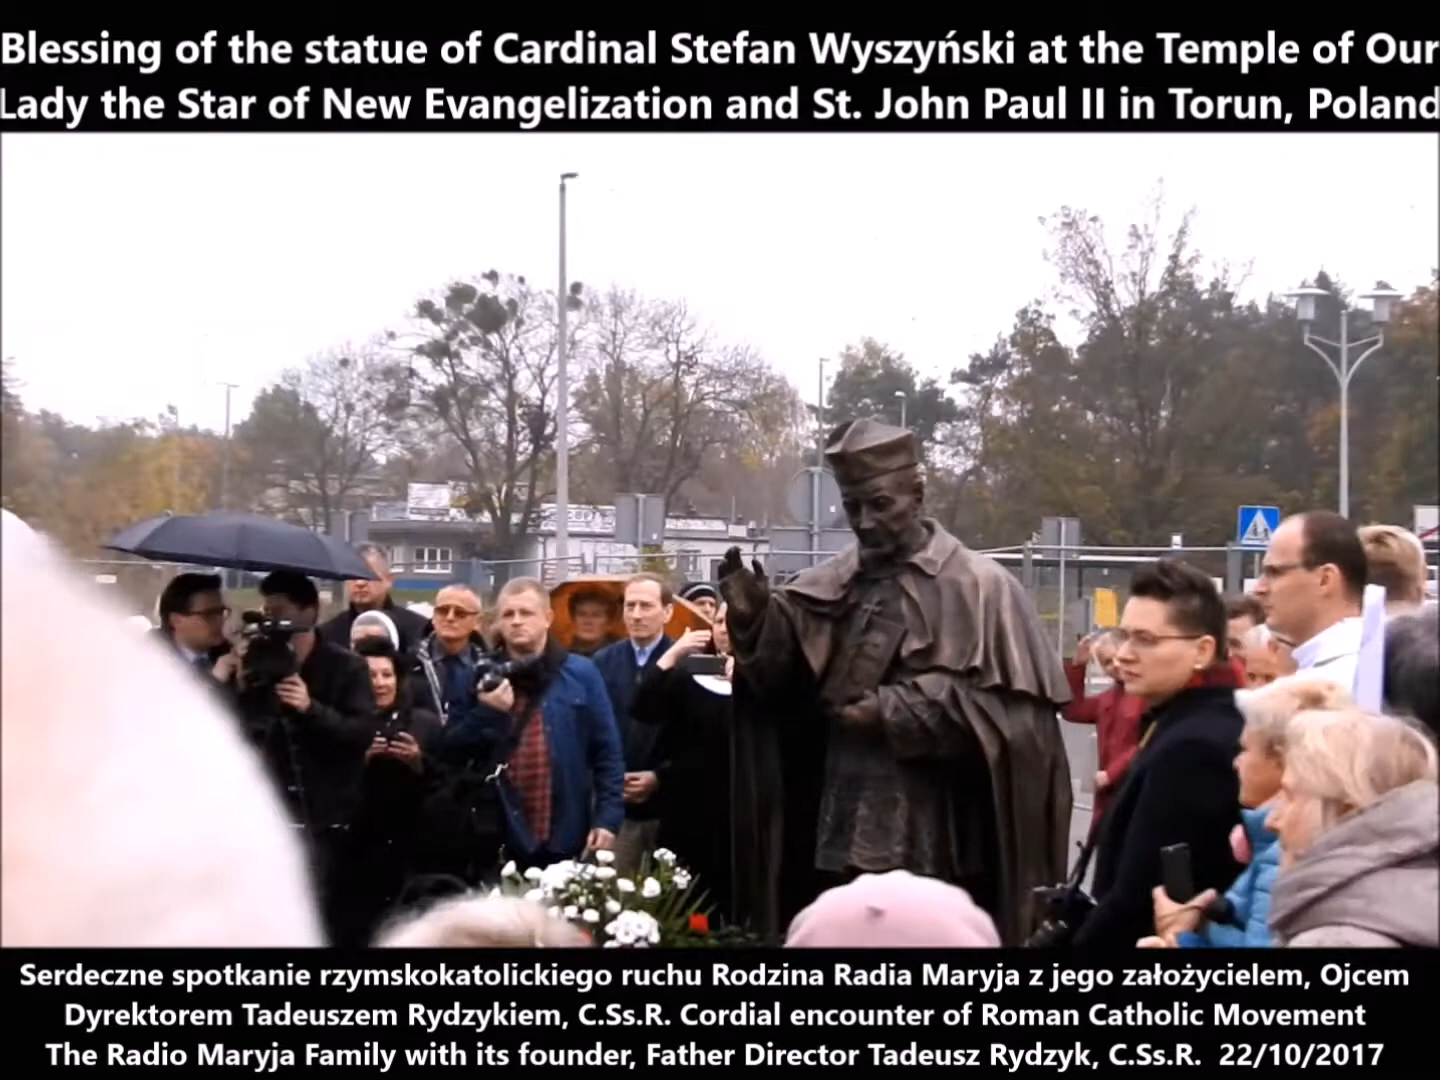 Blessing of the statue of Cardinal Stefan Wyszyński at the Temple of Our
Lady the Star of New Evangelization and St. John Paul II in Torun, Poland
Serdeczne spotkanie rzymskokatolickiego ruchu Rodzina Radia Maryja z jego założycielem, Ojcem
Dyrektorem Tadeuszem Rydzykiem, C.Ss.R. Cordial encounter of Roman Catholic Movement
The Radio Maryja Family with its founder, Father Director Tadeusz Rydzyk, C.Ss.R. 22/10/2017